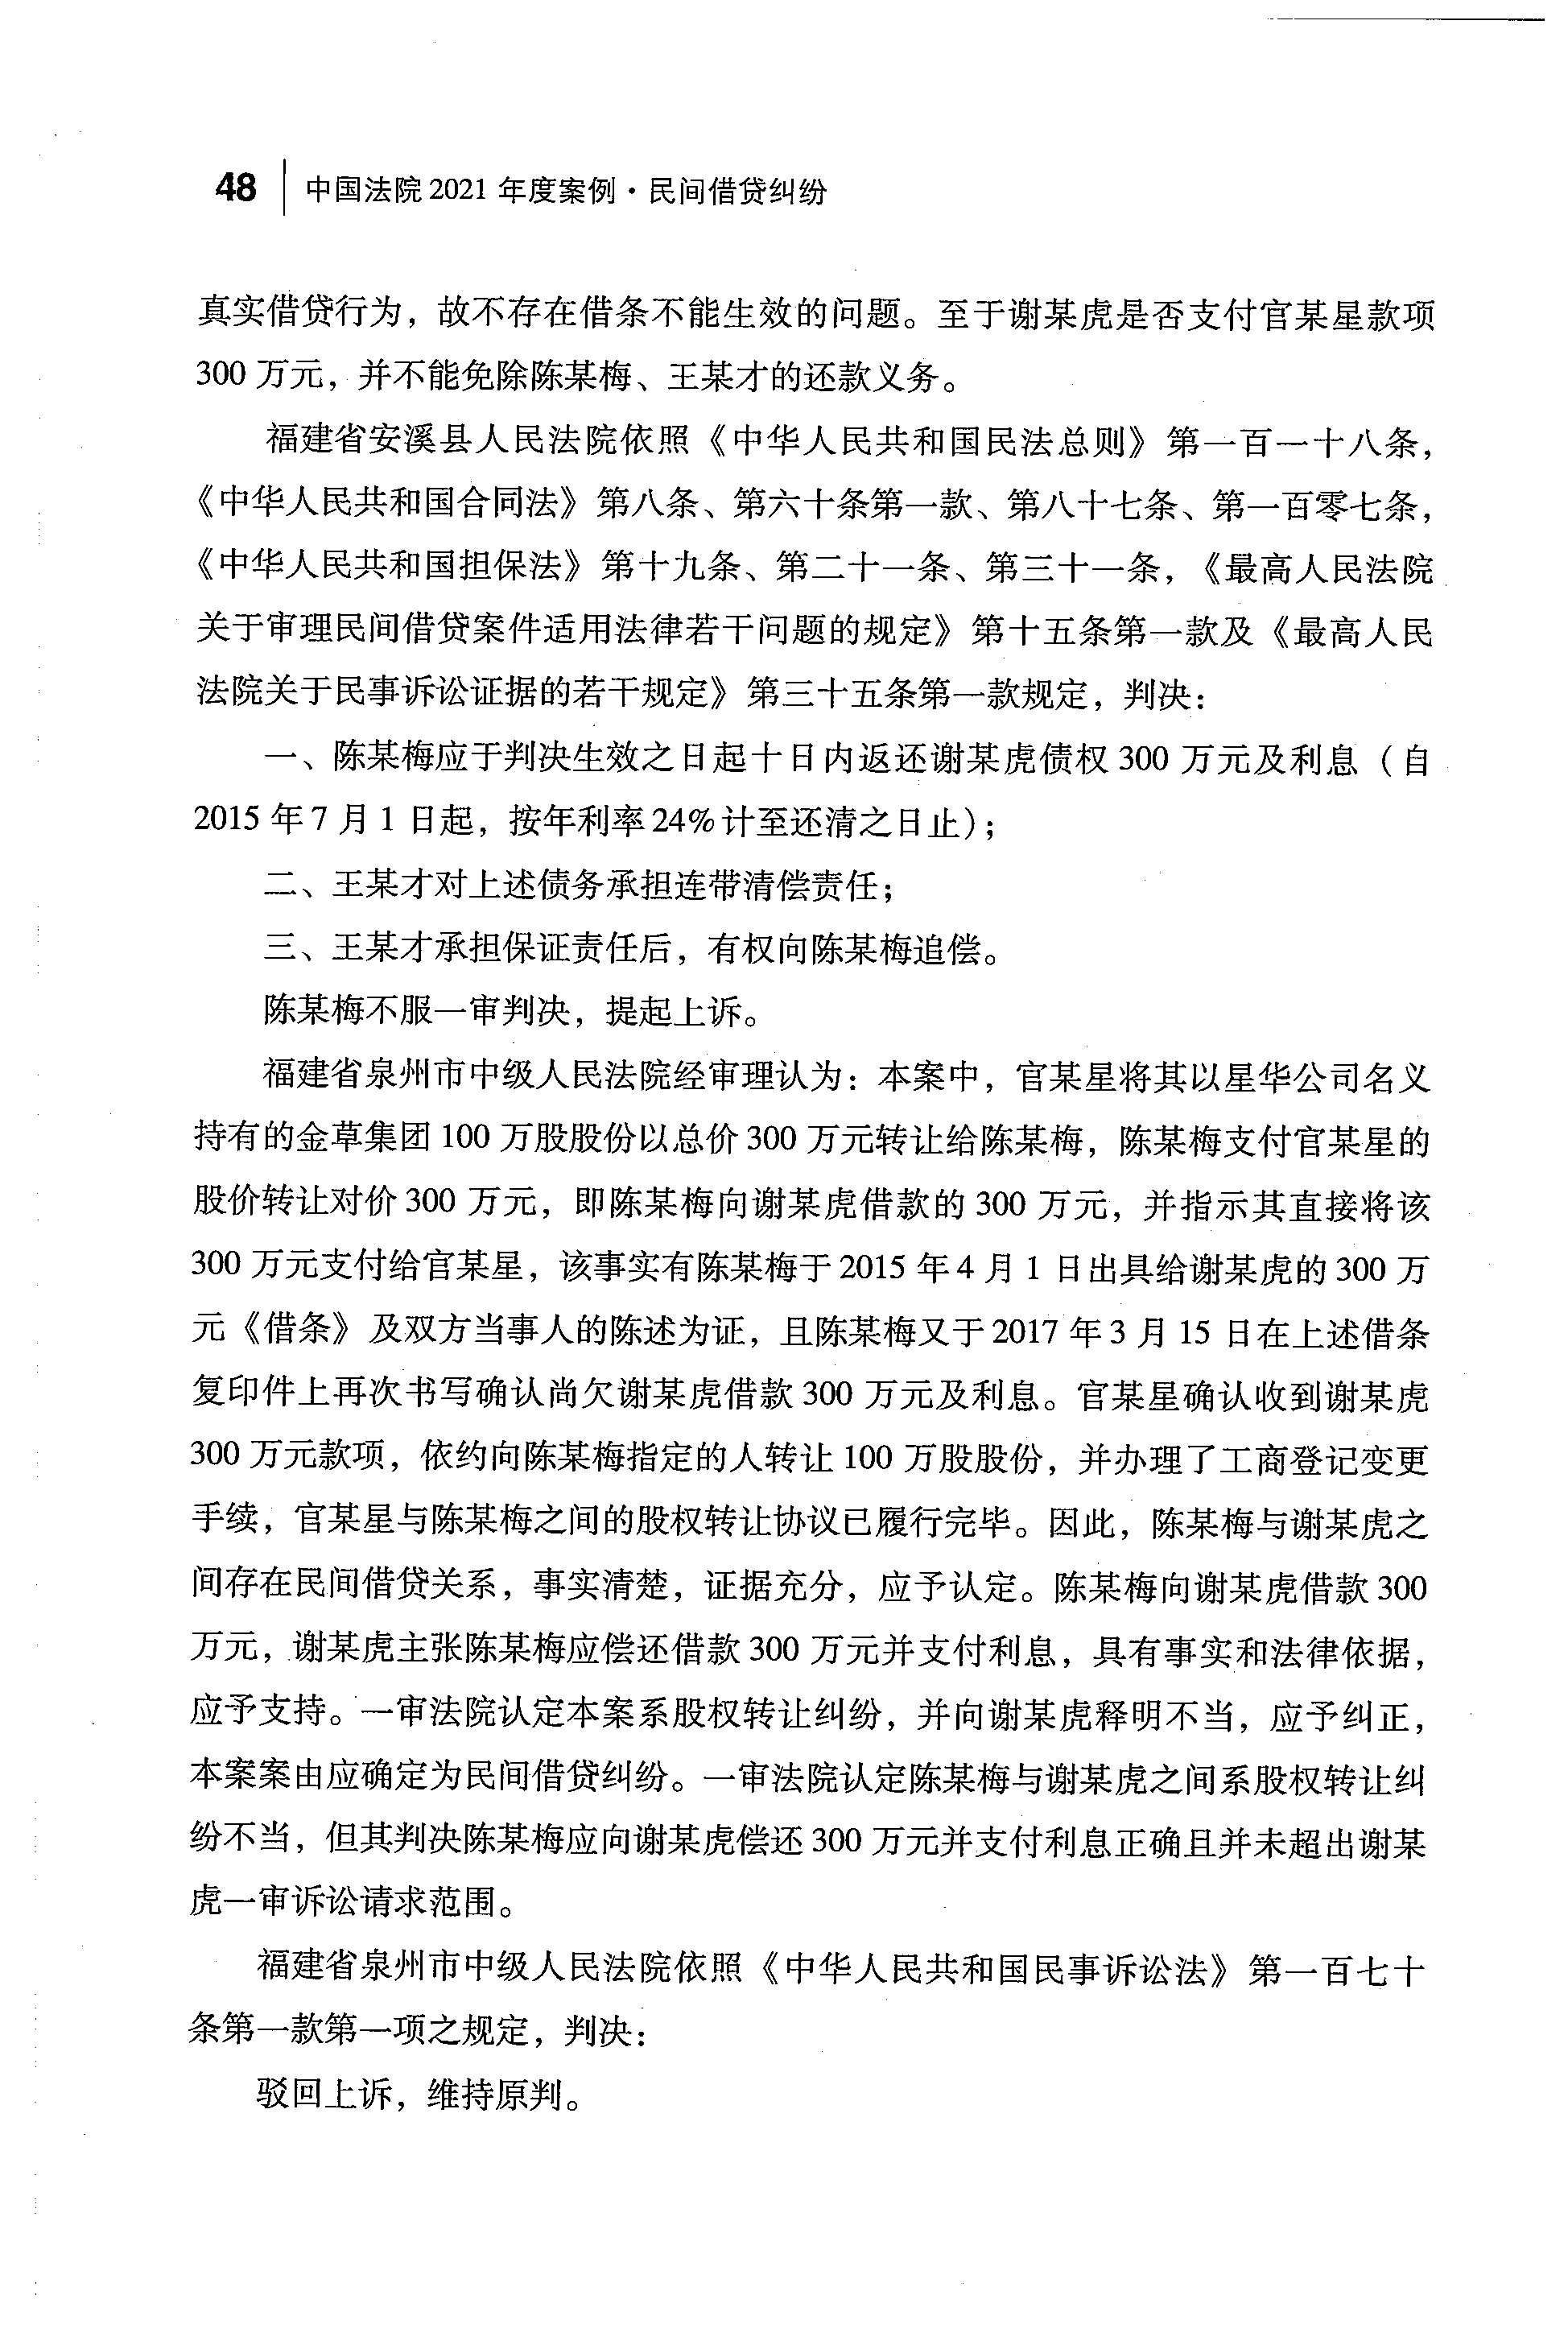 48 中国法院2021年度案例·民间借贷纠纷
真实借贷行为，故不存在借条不能生效的问题。至于谢某虎是否支付官某星款项
300万元，并不能免除陈某梅、王某才的还款义务。
福建省安溪县人民法院依照《中华人民共和国民法总则》第一百一十八条，
《中华人民共和国合同法》第八条、第六十条第一款、第八十七条、第一百零七条，
《中华人民共和国担保法》第十九条、第二十一条、第三十一条，《最高人民法院
关于审理民间借贷案件适用法律若干问题的规定》第十五条第一款及《最高人民
法院关于民事诉讼证据的若干规定》第三十五条第一款规定，判决：
一、陈某梅应于判决生效之日起十日内返还谢某虎债权300万元及利息（自
2015年7月1日起，按年利率24%计至还清之日止）；
二、王某才对上述债务承担连带清偿责任；
三、王某才承担保证责任后，有权向陈某梅追偿。
陈某梅不服一审判决，提起上诉。
福建省泉州市中级人民法院经审理认为：本案中，官某星将其以星华公司名义
持有的金草集团100万股股份以总价300万元转让给陈某梅，陈某梅支付官某星的
股价转让对价300万元，即陈某梅向谢某虎借款的300万元，并指示其直接将该
300万元支付给官某星，该事实有陈某梅于2015年4月1日出具给谢某虎的300万
元《借条》及双方当事人的陈述为证，且陈某梅又于2017年3月15日在上述借条
复印件上再次书写确认尚欠谢某虎借款300万元及利息。官某星确认收到谢某虎
300万元款项，依约向陈某梅指定的人转让100万股股份，并办理了工商登记变更
手续，官某星与陈某梅之间的股权转让协议已履行完毕。因此，陈某梅与谢某虎之
间存在民间借贷关系，事实清楚，证据充分，应予认定。陈某梅向谢某虎借款300
万元，谢某虎主张陈某梅应偿还借款300万元并支付利息，具有事实和法律依据，
应予支持。一审法院认定本案系股权转让纠纷，并向谢某虎释明不当，应予纠正，
本案案由应确定为民间借贷纠纷。一审法院认定陈某梅与谢某虎之间系股权转让纠
纷不当，但其判决陈某梅应向谢某虎偿还300万元并支付利息正确且并未超出谢某
虎一审诉讼请求范围。
福建省泉州市中级人民法院依照《中华人民共和国民事诉讼法》第一百七十
条第一款第一项之规定，判决：
驳回上诉，维持原判。